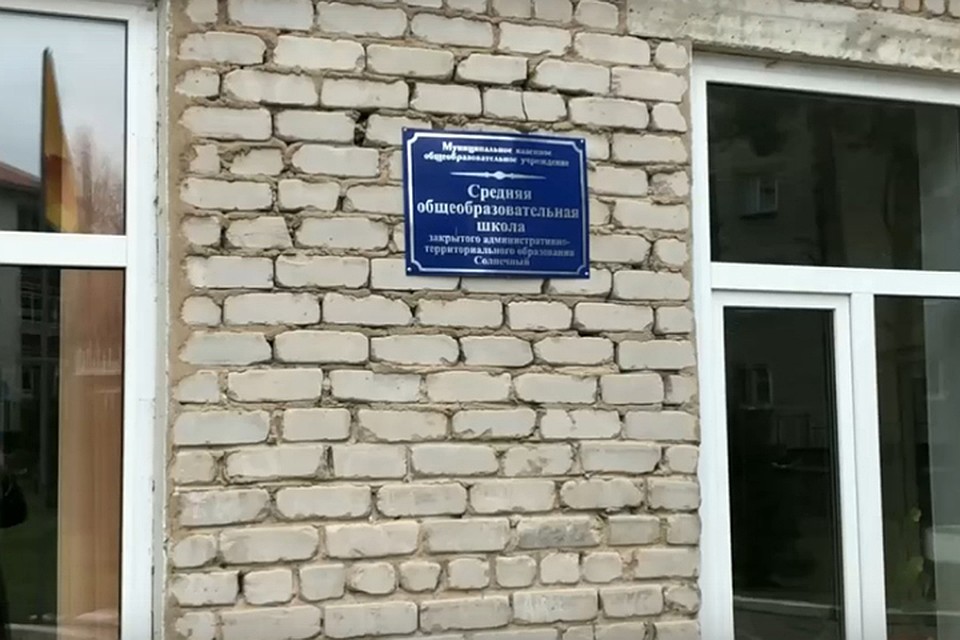 Муниципальное казенное
общеобразовательное учреждение
Средняя
общеобразовательная
школа
закрытого административно-
территориального образования
Солнечный